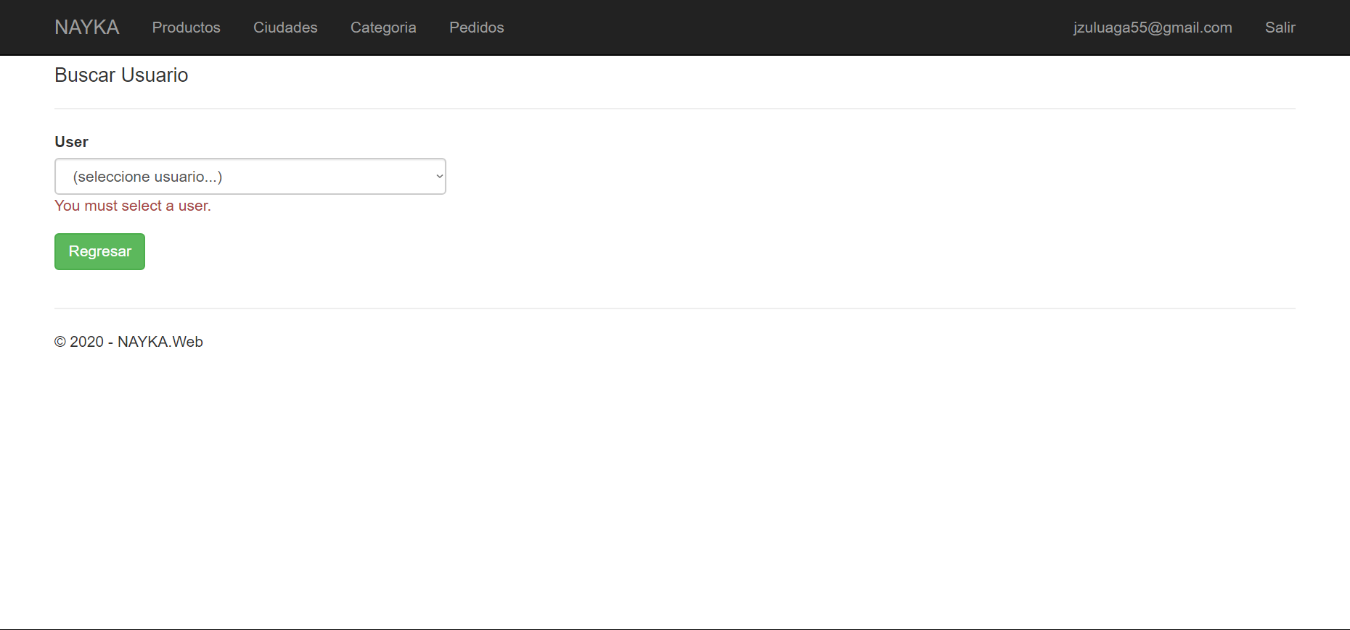 NAYKA Productos Ciudades Categoria Pedidos jzuluaga55@gmail.com Salir
Buscar Usuario
User
(seleccione usuario...)
You must select a user.
Regresar
© 2020 - NAYKA.Web